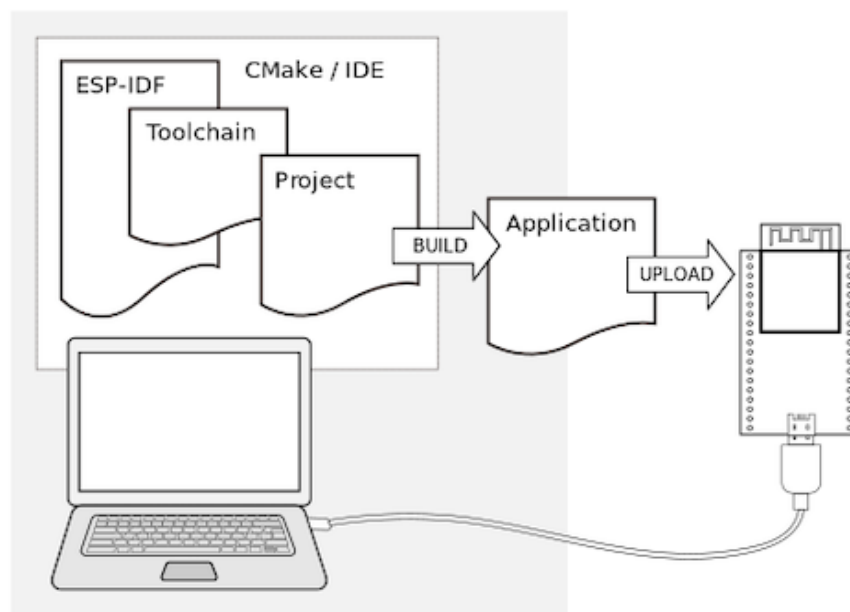 ESP-IDF
CMake / IDE
Toolchain
Project
BUILD
Application
UPLOAD